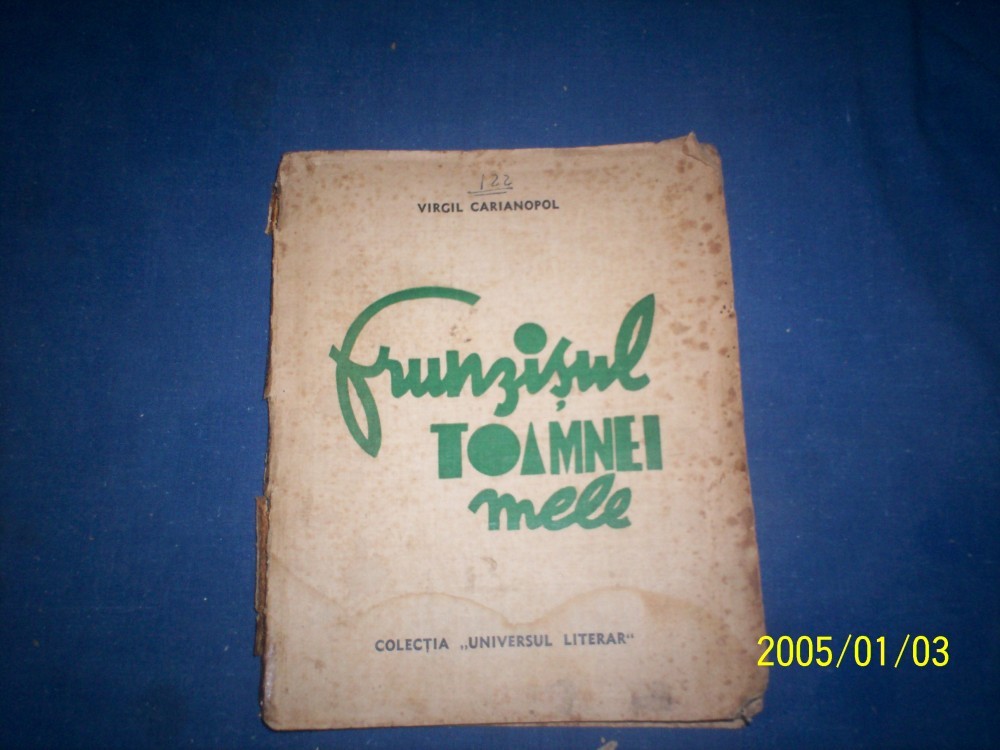 122
VIRGIL CARIANOPOL
frunzișul
TOAMNEI
mele
COLECȚIA „UNIVERSUL LITERAR"
2005/01/03